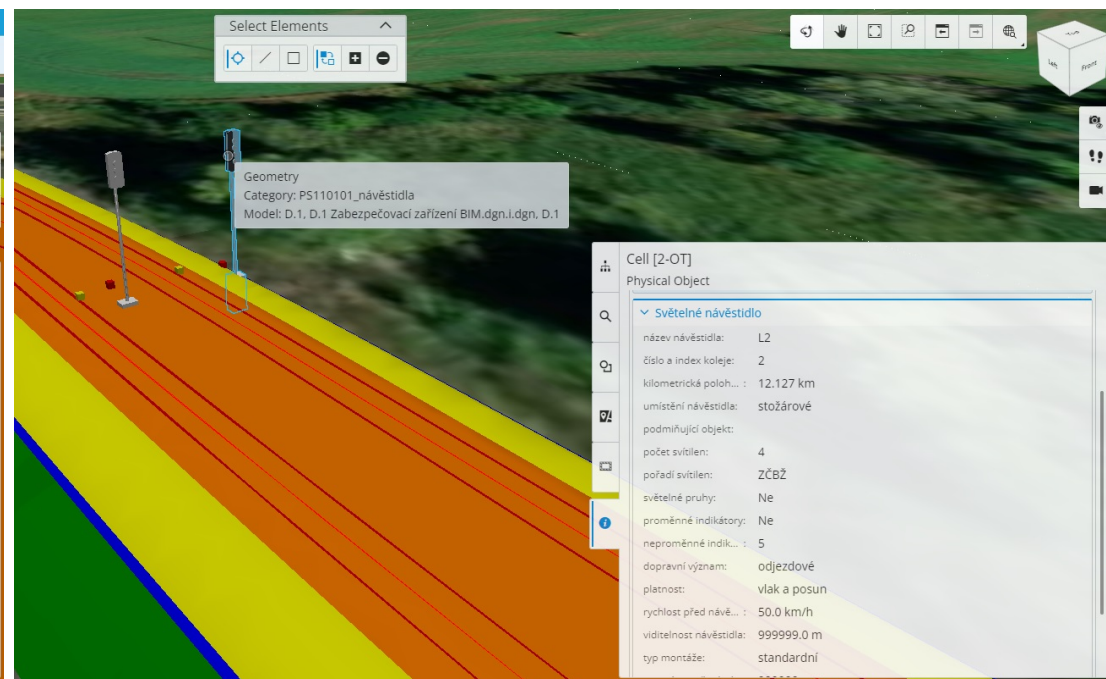 Select Elements
Left
Front
Geometry
Category: PS110101_návěstidla
Model: D.1, D.1 Zabezpečovací zařízení BIM.dgn.i.dgn, D.1
Cell [2-OT]
Physical Object
Světelné návěstidlo
název návěstidla: L2
číslo a index koleje: 2
kilometrická poloh... : 12.127 km
umístění návěstidla: stožárové
podmiňující objekt:
počet svítilen: 4
pořadí svítilen: ZČBŽ
světelné pruhy: Ne
proměnné indikátory: Ne
neproměnné indik... : 5
dopravní význam: odjezdové
platnost: vlak a posun
rychlost před návě... : 50.0 km/h
viditelnost návěstidla: 999999.0 m
typ montáže: standardní